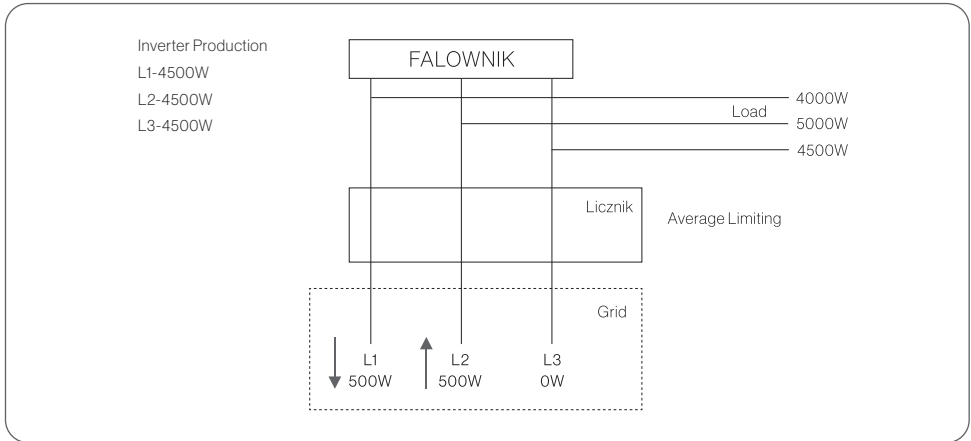 Inverter Production
L1-4500W
L2-4500W
L3-4500W
FALOWNIK
4000W
Load
5000W
4500W
Licznik
Average Limiting
Grid
L1
500W
L2
500W
L3
0W